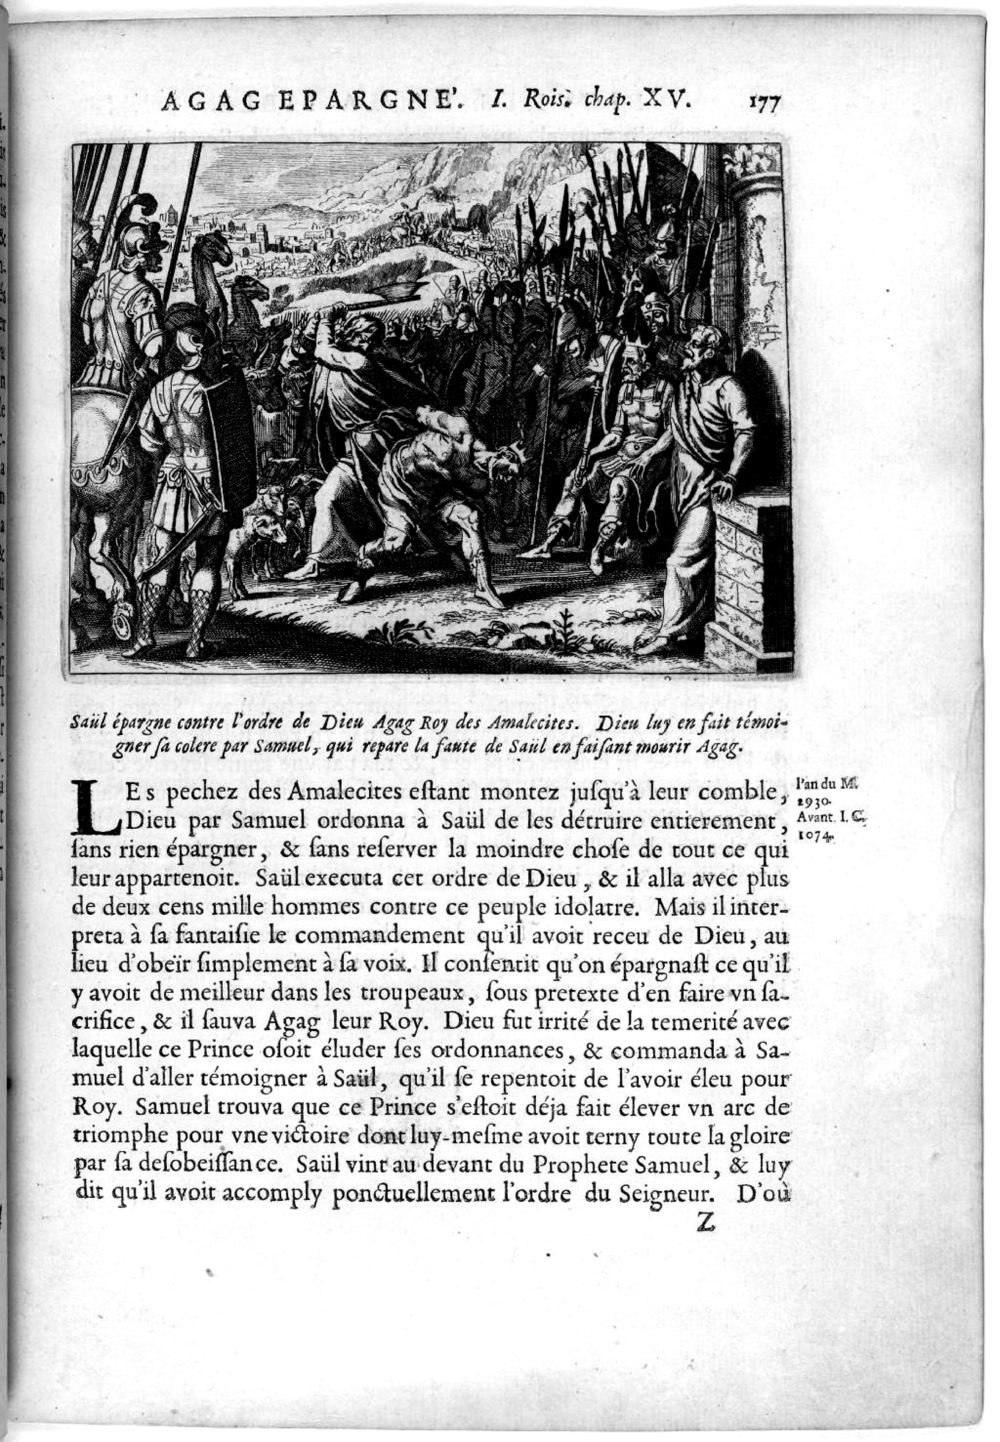 AGAG EPARGNE'. I. Rois. chap. XV. 177
Saül épargne contre l'ordre de Dieu Agag Roy des Amalecites. Dieu luy en fait témoi-
gner ſa colere par Samuel, qui repare la faute de Saül en faiſant mourir Agag.
LEs pechez des Amalecites eſtant montez juſqu'à leur comble,
Dieu par Samuel ordonna à Saül de les détruire entierement,
ſans rien épargner, & ſans reſerver la moindre choſe de tout ce qui
leur appartenoit. Saül executa cet ordre de Dieu, & il alla avec plus
de deux cens mille hommes contre ce peuple idolatre. Mais il inter-
preta à ſa fantaiſie le commandement qu'il avoit receu de Dieu, au
lieu d'obeïr ſimplement à ſa voix. Il conſentit qu'on épargnaſt ce qu'il
y avoit de meilleur dans les troupeaux, ſous pretexte d'en faire vn ſa-
crifice, & il ſauva Agag leur Roy. Dieu fut irrité de la temerité avec
laquelle ce Prince oſoit éluder ſes ordonnances, & commanda à Sa-
muel d'aller témoigner à Saül, qu'il ſe repentoit de l'avoir éleu pour
Roy. Samuel trouva que ce Prince s'eſtoit déja fait élever vn arc de
triomphe pour vne victoire dont luy-meſme avoit terny toute la gloire
par ſa deſobeiſſance. Saül vint au devant du Prophete Samuel, & luy
dit qu'il avoit accomply ponctuellement l'ordre du Seigneur. D'où
l'an du M.
2930.
Avant. I. C.
1074.
Z